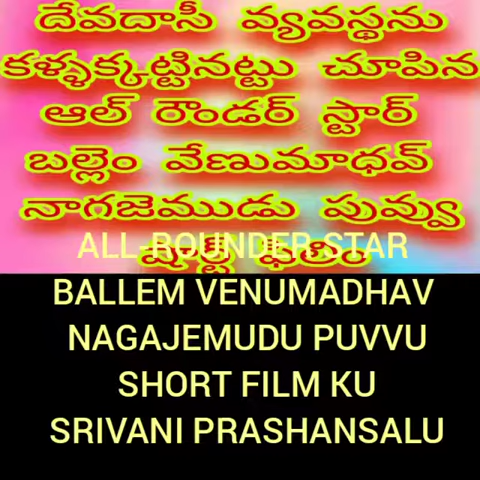 దేవదాసీ వ్యవస్థను
కళ్ళక్కట్టినట్టు చూపిన
ఆల్ రౌండర్ స్టార్
బల్లెం వేణుమాధవ్
నాగజెముడు పువ్వు
షార్ట్ ఫిలిం
ALL-ROUNDER STAR
BALLEM VENUMADHAV
NAGAJEMUDU PUVVU
SHORT FILM KU
SRIVANI PRASHANSALU